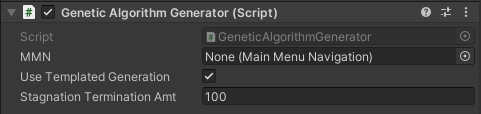 Genetic Algorithm Generator (Script)
Script GeneticAlgorithmGenerator
MMN None (Main Menu Navigation)
Use Templated Generation
Stagnation Termination Amt 100